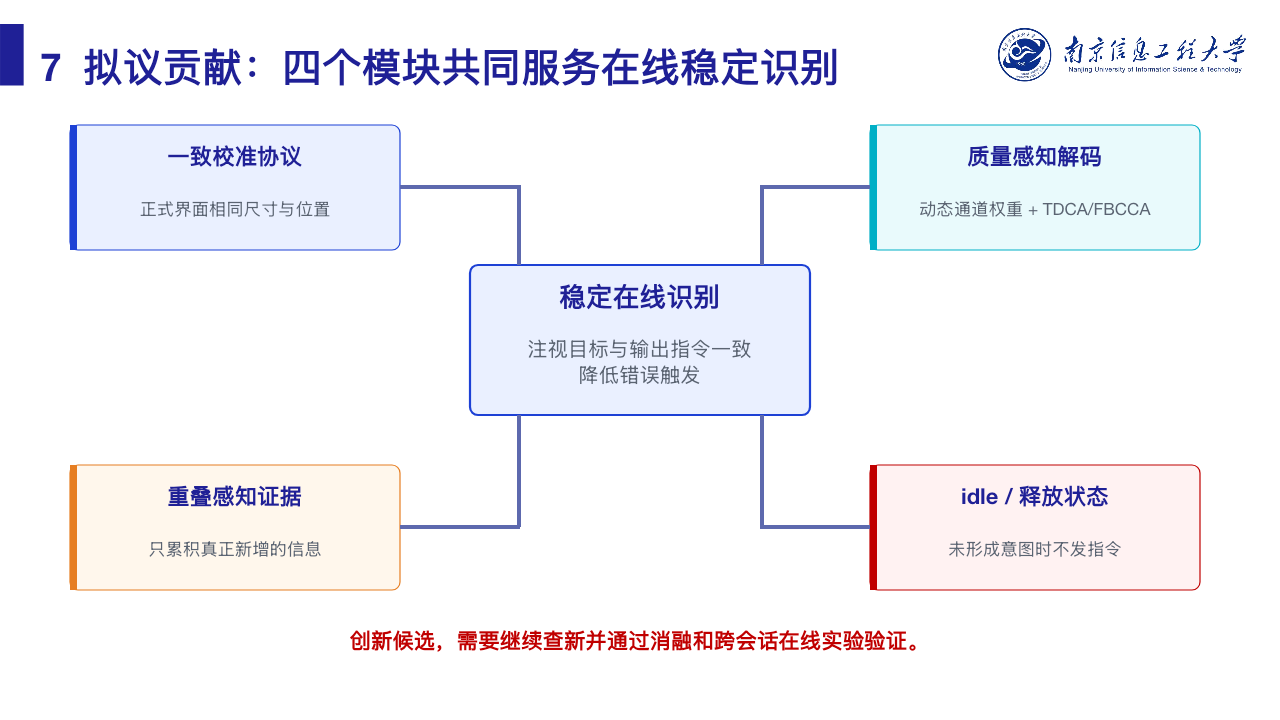 7 拟议贡献：四个模块共同服务在线稳定识别
南京信息工程大学
Nanjing University of Information Science & Technology
一致校准协议
正式界面相同尺寸与位置
质量感知解码
动态通道权重 + TDCA/FBCCA
稳定在线识别
注视目标与输出指令一致
降低错误触发
重叠感知证据
只累积真正新增的信息
idle / 释放状态
未形成意图时不发指令
创新候选，需要继续查新并通过消融和跨会话在线实验验证。